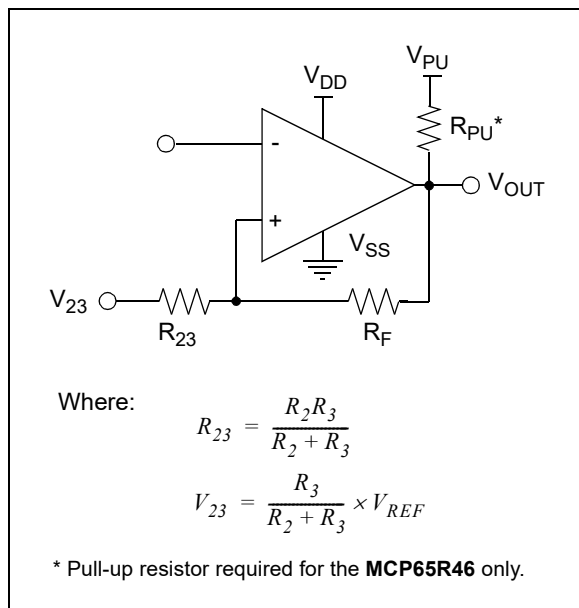 V_PU
V_DD
R_PU*
-
V_OUT
+
V_SS
V_23
R_23
R_F
Where:
R_23 = R_2R_3 / R_2 + R_3
V_23 = R_3 / R_2 + R_3 × V_REF
* Pull-up resistor required for the MCP65R46 only.